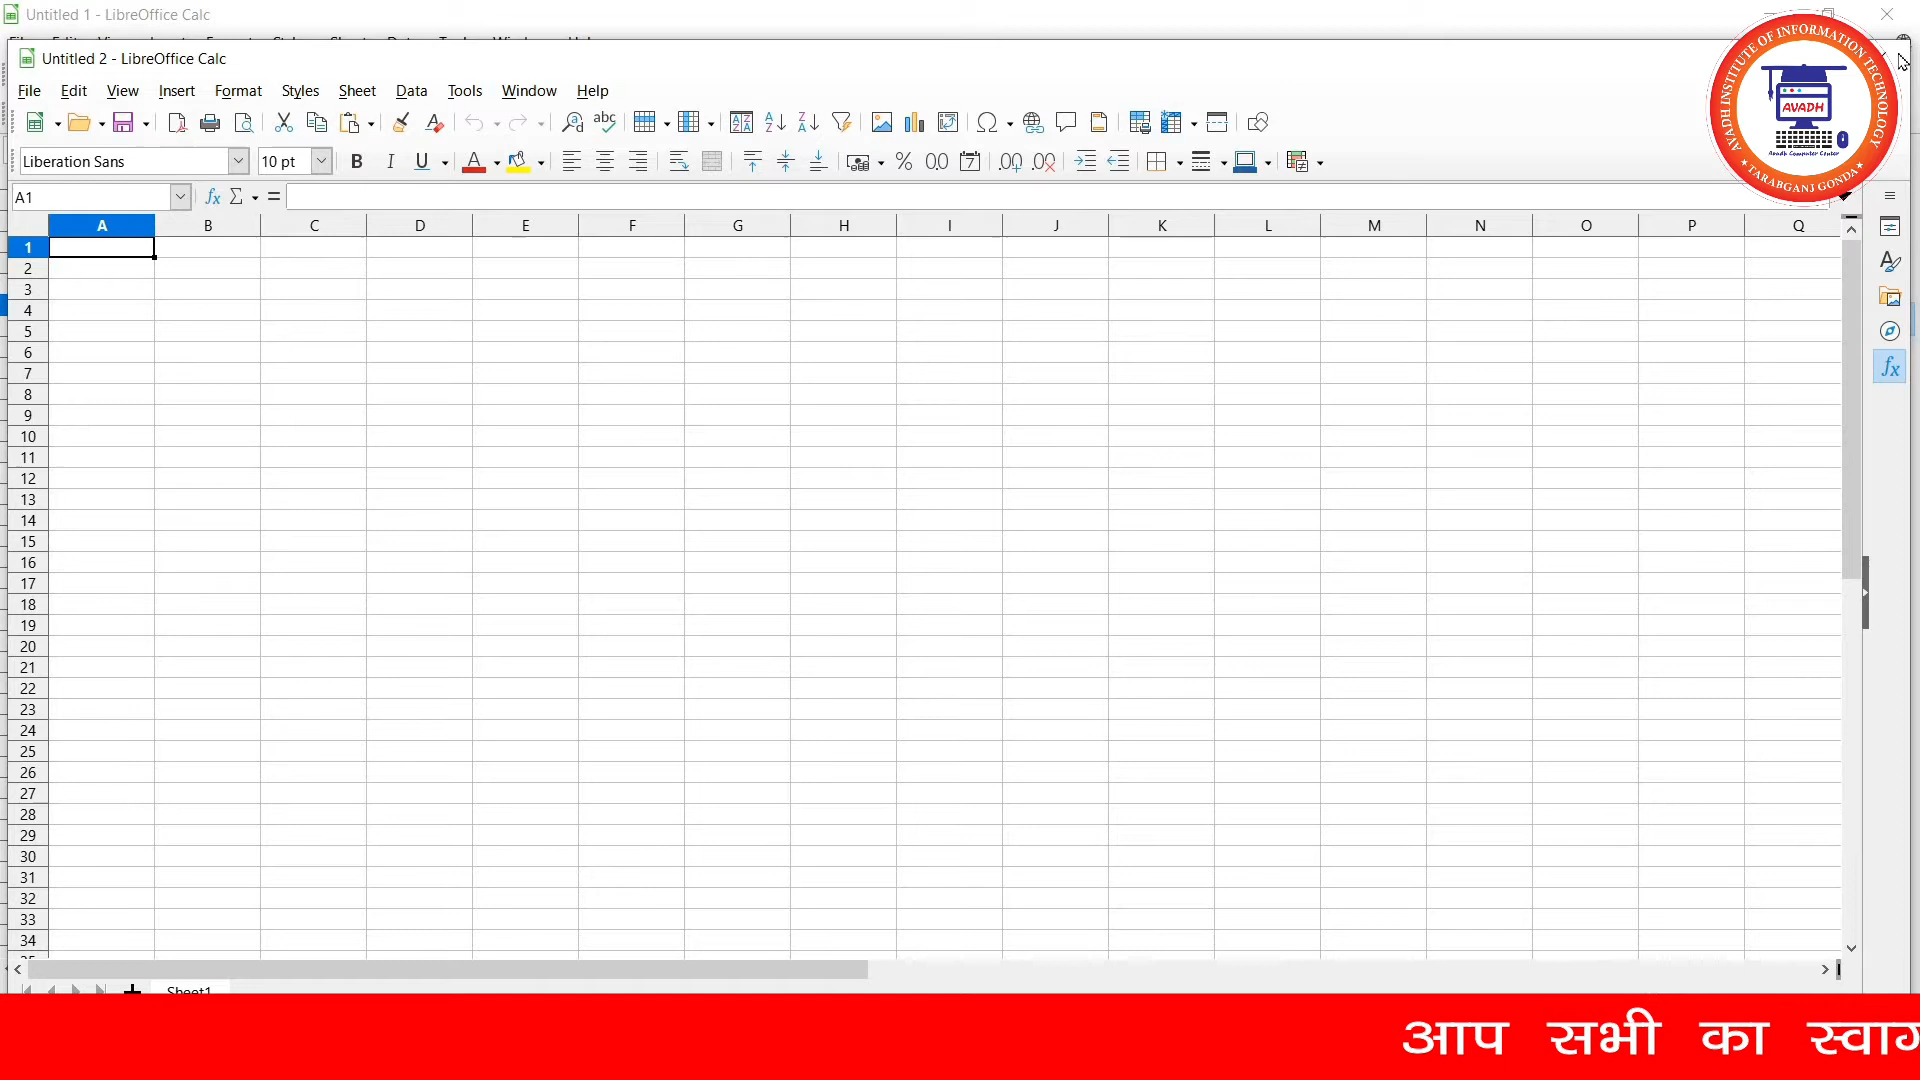 Untitled 1 - LibreOffice Calc
Untitled 2 - LibreOffice Calc
File Edit View Insert Format Styles Sheet Data Tools Window Help
Liberation Sans 10 pt
A1
A B C D E F G H I J K L M N O P Q
1
2
3
4
5
6
7
8
9
10
11
12
13
14
15
16
17
18
19
20
21
22
23
24
25
26
27
28
29
30
31
32
33
34
Sheet1
AVADH INSTITUTE OF INFORMATION TECHNOLOGY
AVADH
Avadh Computer Center
★ TARABGANJ GONDA ★
आप सभी का